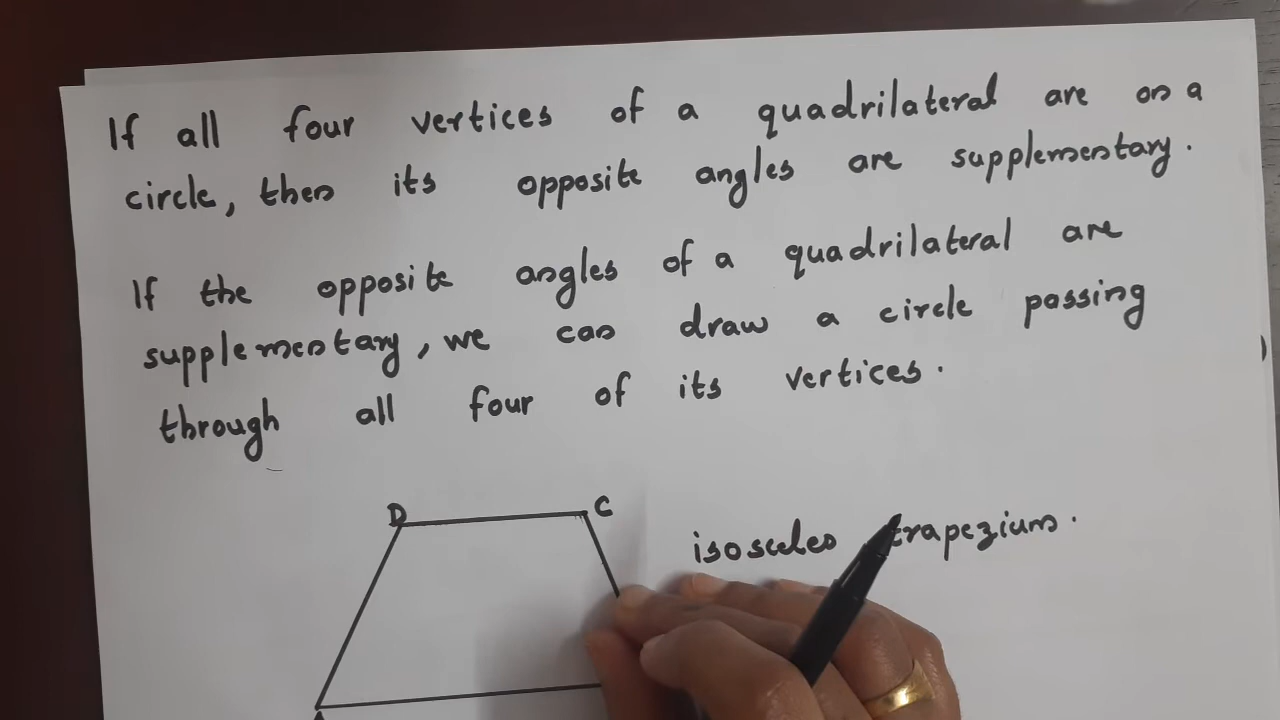 If all four vertices of a quadrilateral are on a
circle, then its opposite angles are supplementary.
If the opposite angles of a quadrilateral are
supplementary, we can draw a circle passing
through all four of its vertices.
D C
isosceles trapezium.
A